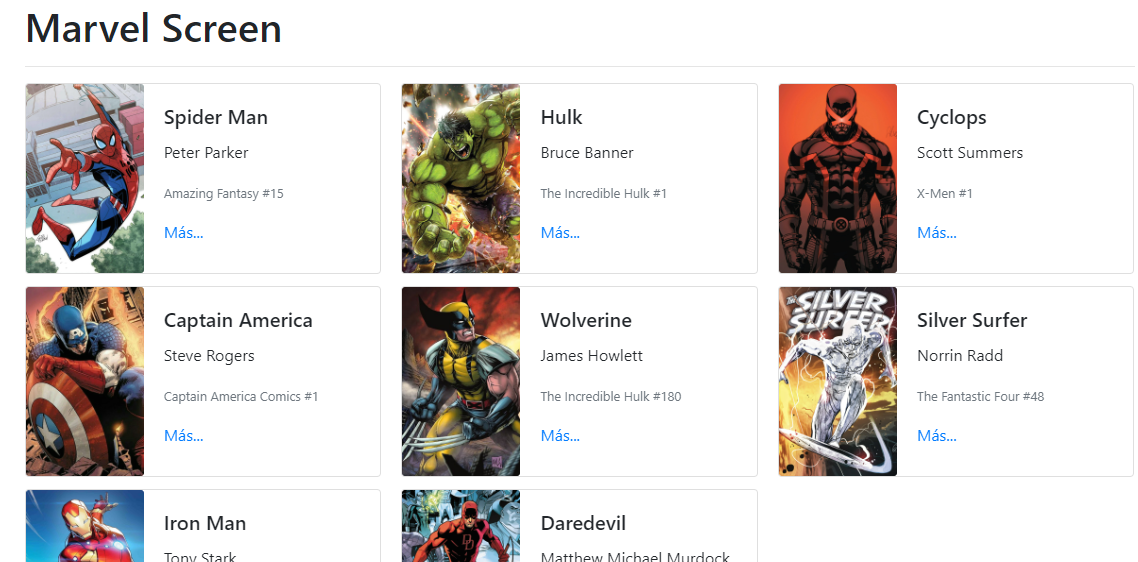 Marvel Screen
Spider Man
Peter Parker
Amazing Fantasy #15
Más...
Hulk
Bruce Banner
The Incredible Hulk #1
Más...
Cyclops
Scott Summers
X-Men #1
Más...
Captain America
Steve Rogers
Captain America Comics #1
Más...
Wolverine
James Howlett
The Incredible Hulk #180
Más...
THE
SILVER
SURFER
Silver Surfer
Norrin Radd
The Fantastic Four #48
Más...
Iron Man
Tony Stark
Daredevil
Matthew Michael Murdock